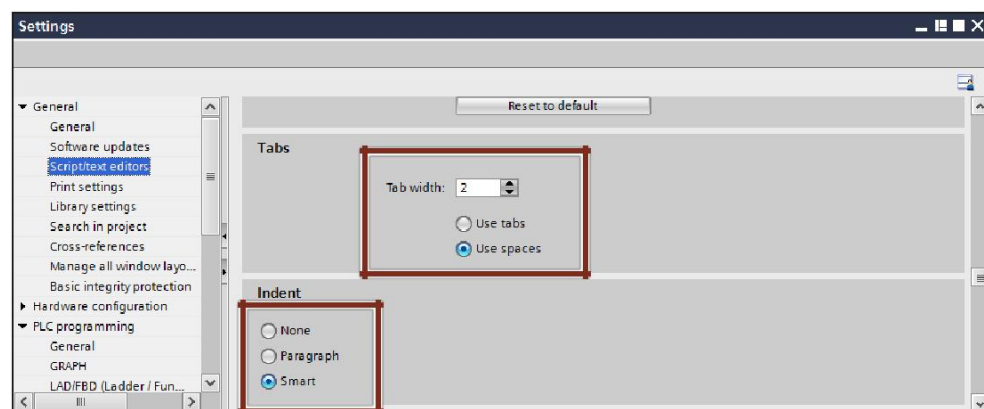 Settings
Reset to default
General
General
Software updates
Script/text editors
Print settings
Library settings
Search in project
Cross-references
Manage all window layo...
Basic integrity protection
Hardware configuration
PLC programming
General
GRAPH
LAD/FBD (Ladder / Fun...
Tabs
Tab width: 2
Use tabs
Use spaces
Indent
None
Paragraph
Smart